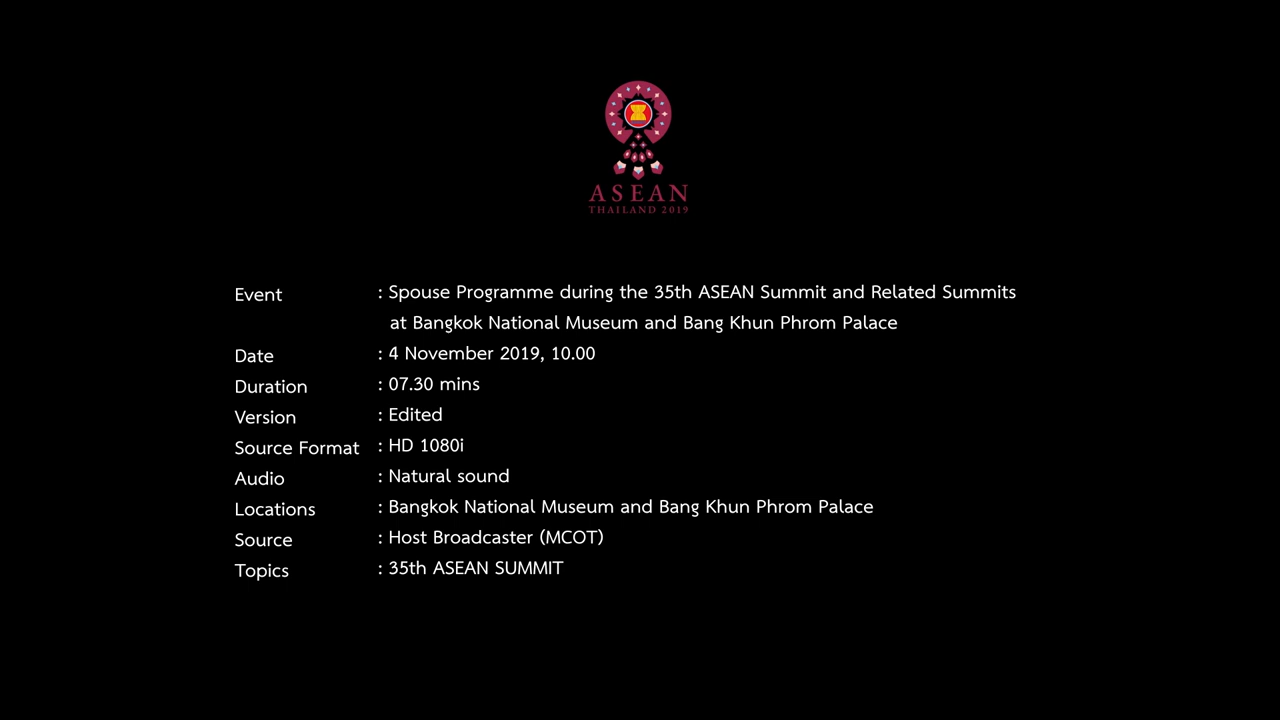 ASEAN
THAILAND 2019
Event : Spouse Programme during the 35th ASEAN Summit and Related Summits
at Bangkok National Museum and Bang Khun Phrom Palace
Date : 4 November 2019, 10.00
Duration : 07.30 mins
Version : Edited
Source Format : HD 1080i
Audio : Natural sound
Locations : Bangkok National Museum and Bang Khun Phrom Palace
Source : Host Broadcaster (MCOT)
Topics : 35th ASEAN SUMMIT